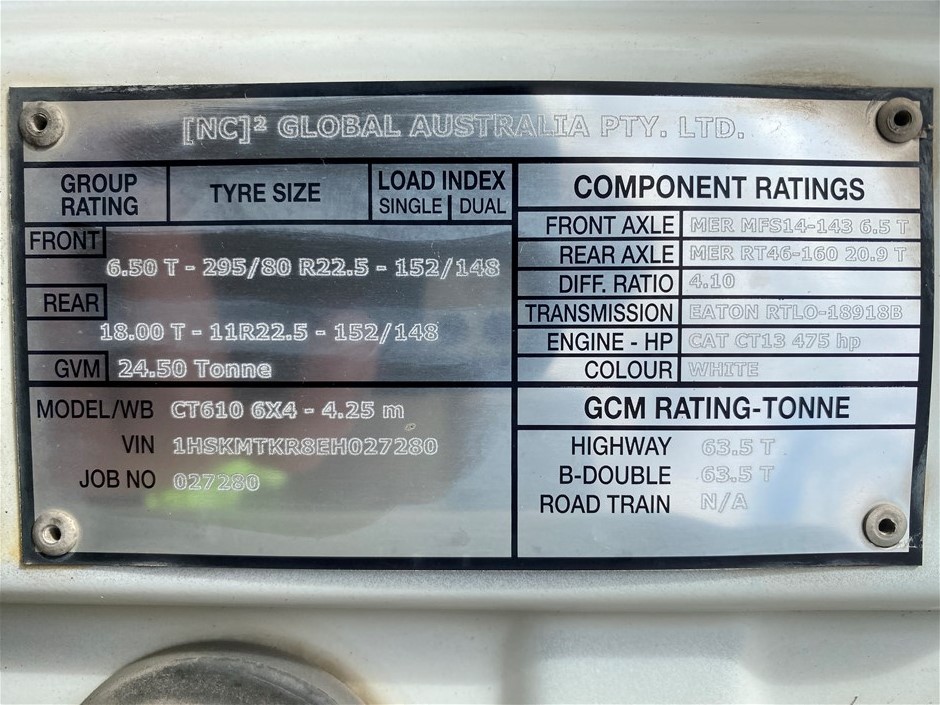 [NC]² GLOBAL AUSTRALIA PTY. LTD.
GROUP RATING
TYRE SIZE
LOAD INDEX
SINGLE DUAL
FRONT
6.50 T - 295/80 R22.5 - 152/148
REAR
18.00 T - 11R22.5 - 152/148
GVM 24.50 Tonne
MODEL/WB CT610 6X4 - 4.25 m
VIN 1HSKMTKR8EH027280
JOB NO 027280
COMPONENT RATINGS
FRONT AXLE MER MFS14-143 6.5 T
REAR AXLE MER RT46-160 20.9 T
DIFF. RATIO 4.10
TRANSMISSION EATON RTLO-18918B
ENGINE - HP CAT CT13 475 hp
COLOUR WHITE
GCM RATING-TONNE
HIGHWAY 63.5 T
B-DOUBLE 63.5 T
ROAD TRAIN N/A